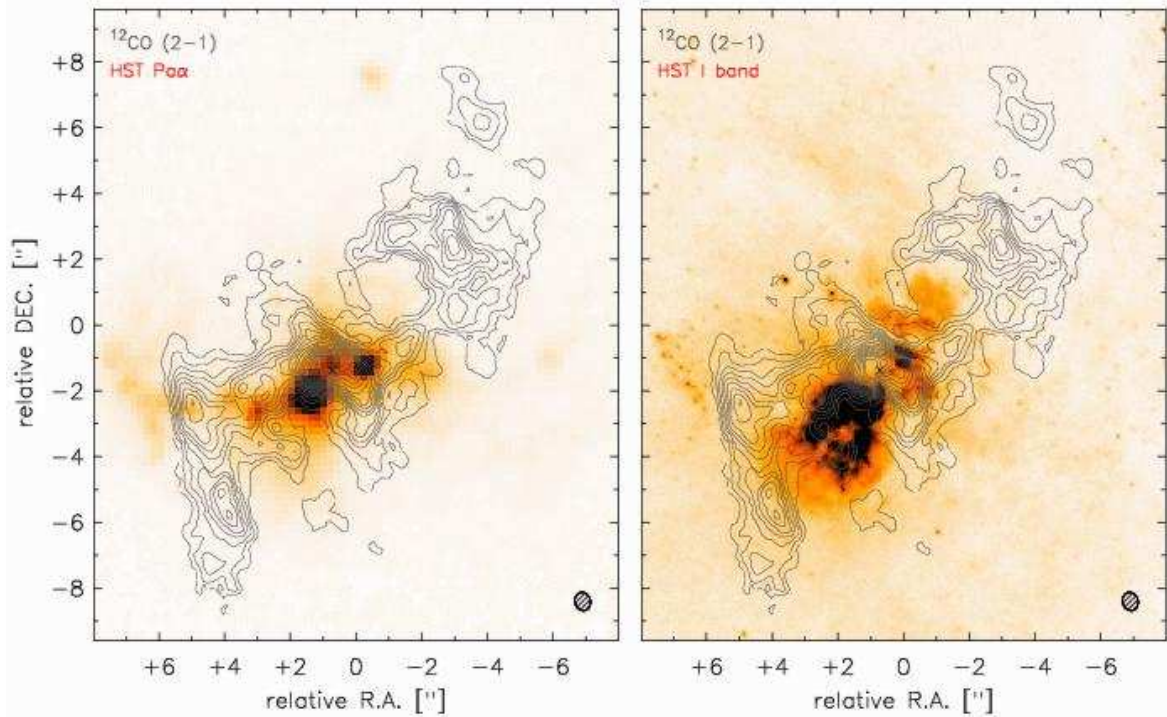 ¹²CO (2−1)
HST Paα
¹²CO (2−1)
HST I band
+8
+6
+4
+2
0
−2
−4
−6
−8
relative DEC. ["]
+6 +4 +2 0 −2 −4 −6
+6 +4 +2 0 −2 −4 −6
relative R.A. ["]
relative R.A. ["]